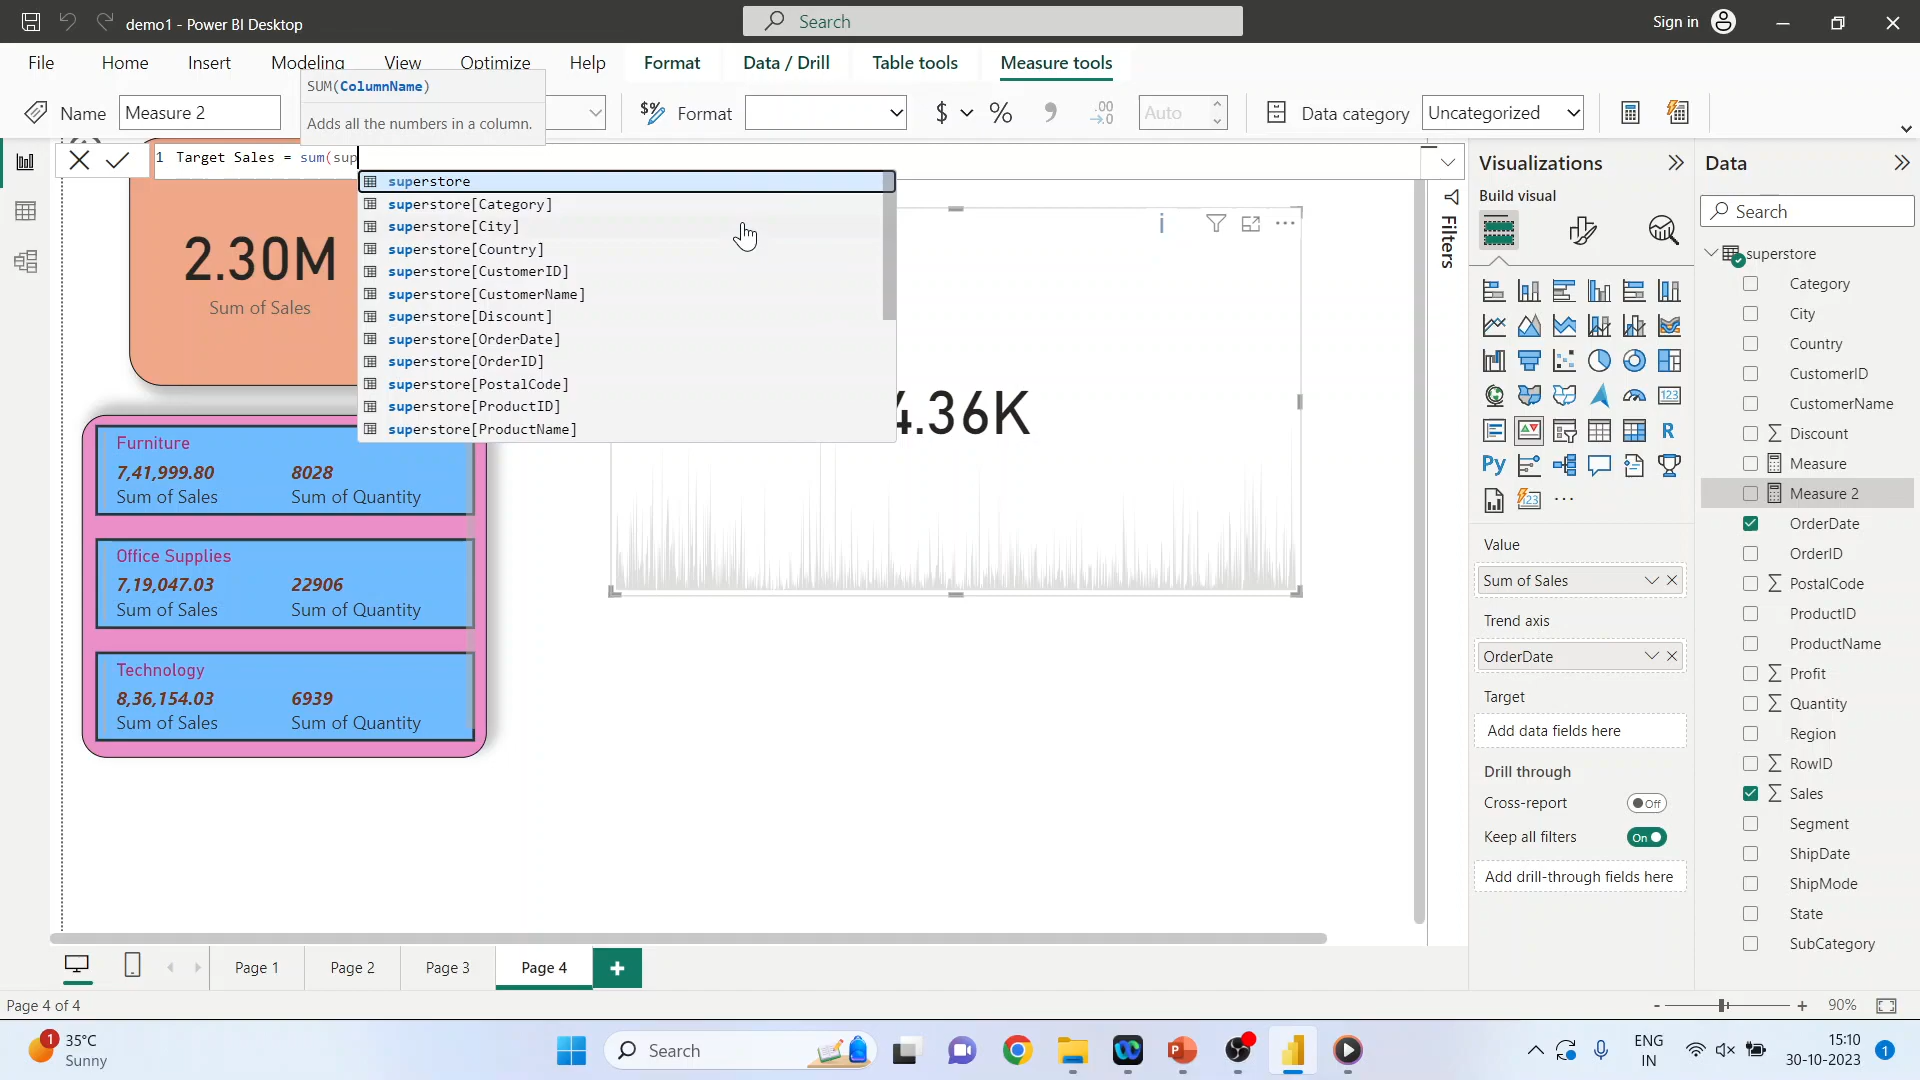 demo1 - Power BI Desktop
Search
Sign in
File
Home
Insert
Modeling
View
Optimize
Help
Format
Data / Drill
Table tools
Measure tools
SUM(ColumnName)
Adds all the numbers in a column.
Name
Measure 2
Format
$
%
Auto
Data category
Uncategorized
1 Target Sales = sum(sup
superstore
superstore[Category]
superstore[City]
superstore[Country]
superstore[CustomerID]
superstore[CustomerName]
superstore[Discount]
superstore[OrderDate]
superstore[OrderID]
superstore[PostalCode]
superstore[ProductID]
superstore[ProductName]
2.30M
Sum of Sales
4.36K
Furniture
7,41,999.80
8028
Sum of Sales
Sum of Quantity
Office Supplies
7,19,047.03
22906
Sum of Sales
Sum of Quantity
Technology
8,36,154.03
6939
Sum of Sales
Sum of Quantity
Filters
Visualizations
Build visual
Value
Sum of Sales
Trend axis
OrderDate
Target
Add data fields here
Drill through
Cross-report
Off
Keep all filters
On
Add drill-through fields here
Data
Search
superstore
Category
City
Country
CustomerID
CustomerName
Discount
Measure
Measure 2
OrderDate
OrderID
PostalCode
ProductID
ProductName
Profit
Quantity
Region
RowID
Sales
Segment
ShipDate
ShipMode
State
SubCategory
Page 1
Page 2
Page 3
Page 4
Page 4 of 4
90%
1
35°C
Sunny
Search
ENG
IN
15:10
30-10-2023
1